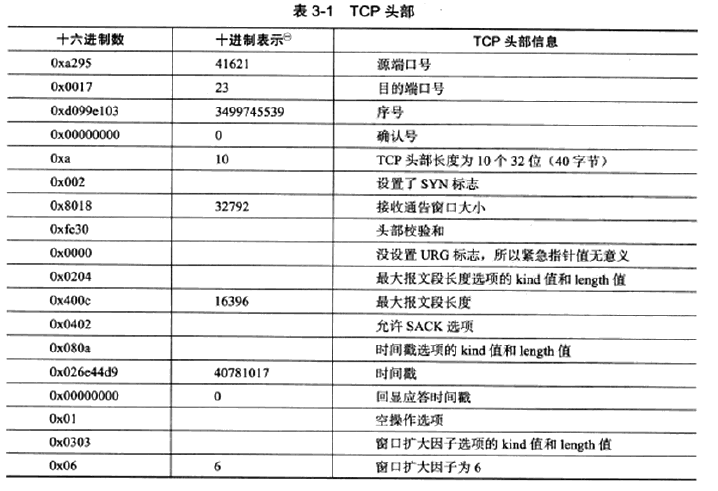 表 3-1 TCP 头部
十六进制数 十进制表示㊀ TCP 头部信息
0xa295 41621 源端口号
0x0017 23 目的端口号
0xd099e103 3499745539 序号
0x00000000 0 确认号
0xa 10 TCP 头部长度为 10 个 32 位（40 字节）
0x002 设置了 SYN 标志
0x8018 32792 接收通告窗口大小
0xfe30 头部校验和
0x0000 没设置 URG 标志，所以紧急指针值无意义
0x0204 最大报文段长度选项的 kind 值和 length 值
0x400c 16396 最大报文段长度
0x0402 允许 SACK 选项
0x080a 时间戳选项的 kind 值和 length 值
0x026e44d9 40781017 时间戳
0x00000000 0 回显应答时间戳
0x01 空操作选项
0x0303 窗口扩大因子选项的 kind 值和 length 值
0x06 6 窗口扩大因子为 6